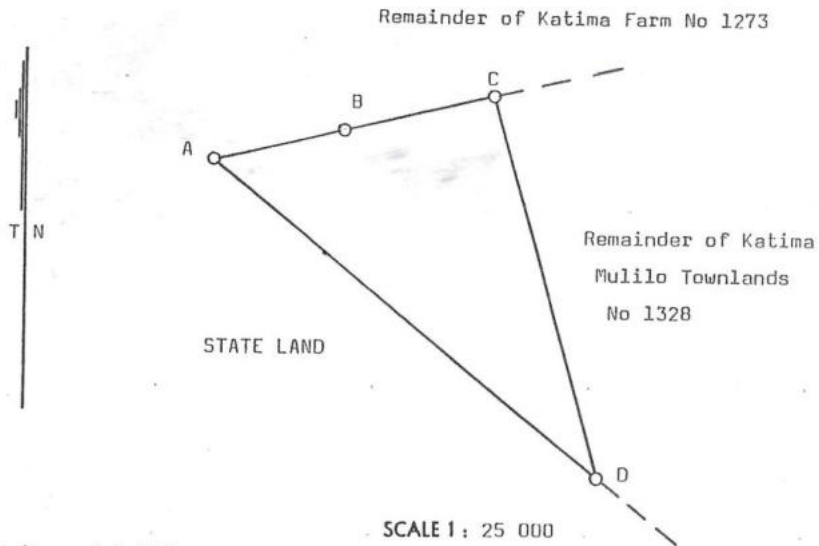 Remainder of Katima Farm No 1273
C
B
A
T N
Remainder of Katima
Mulilo Townlands
No 1328
STATE LAND
D
SCALE 1 : 25 000